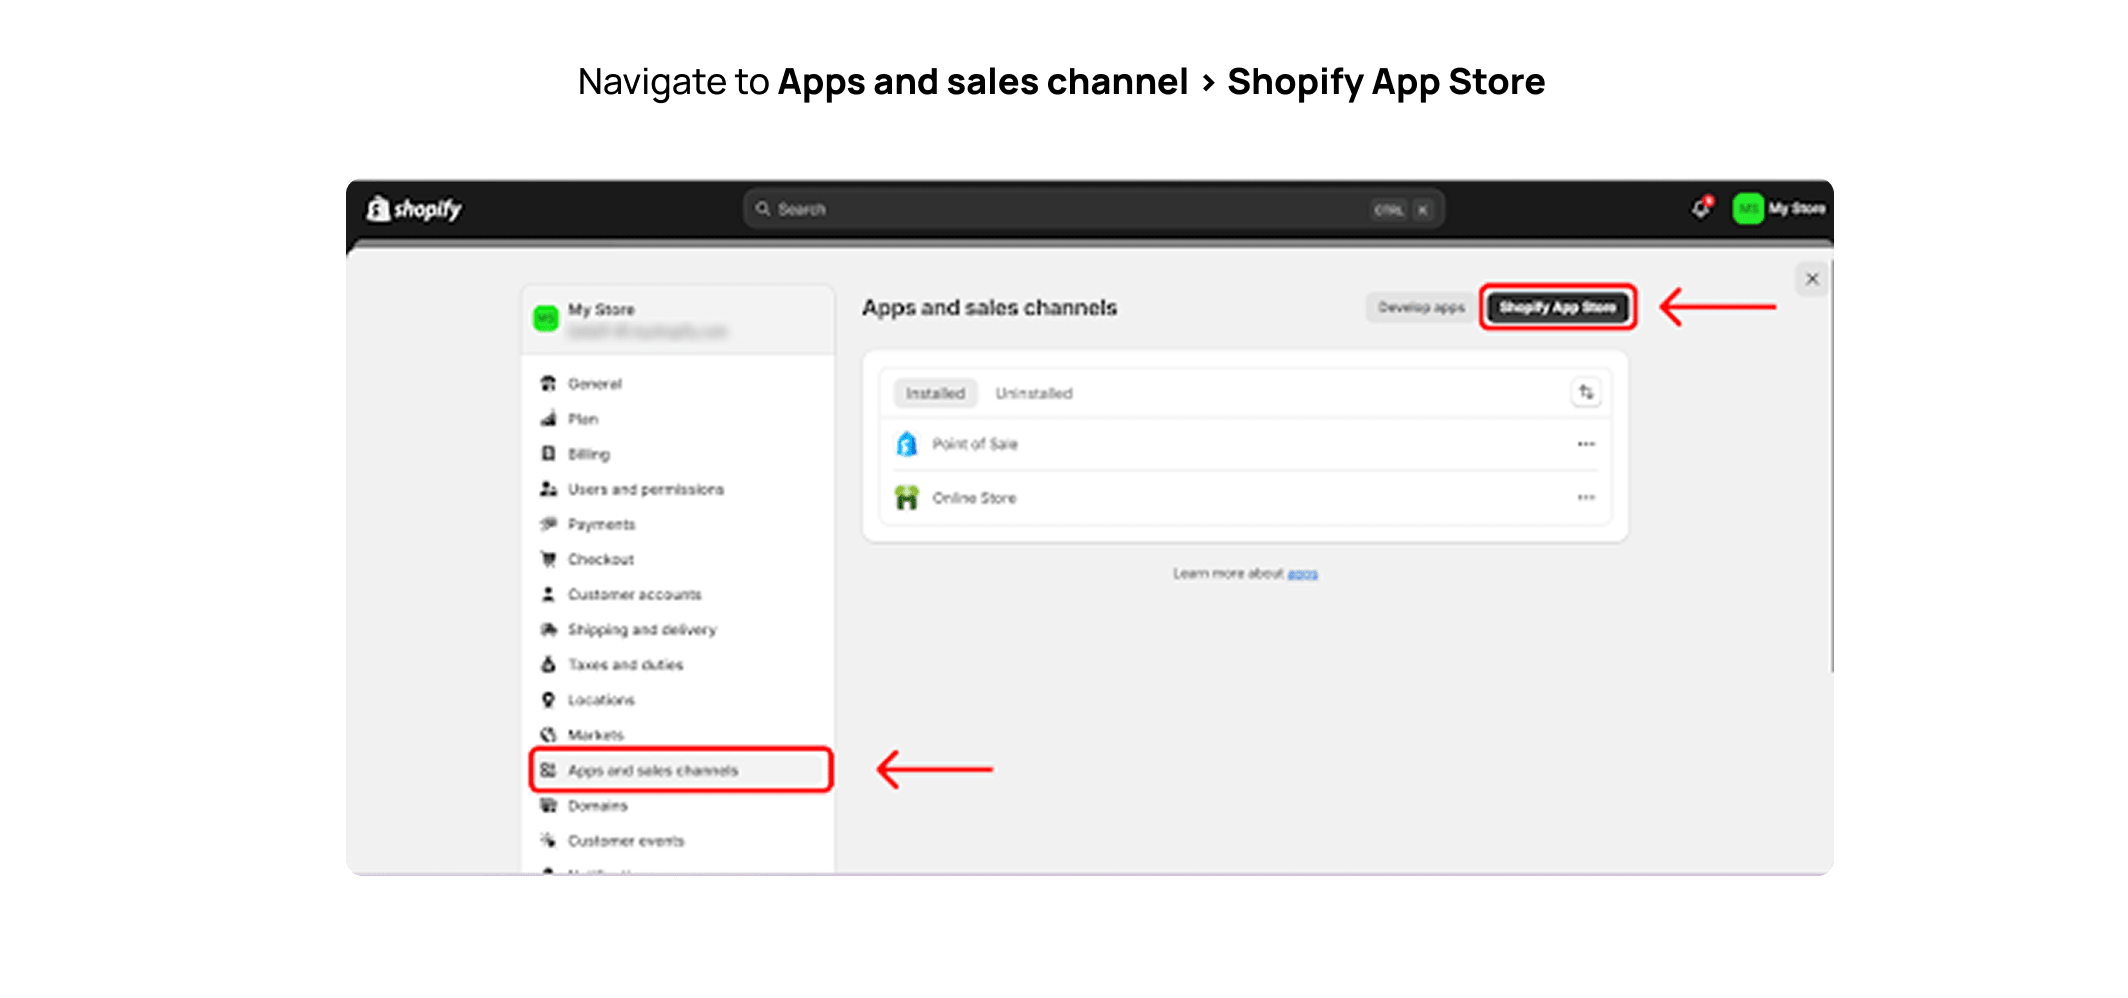 Navigate to Apps and sales channel > Shopify App Store
shopify
Search
CTRL K
MS
My Store
MS
My Store
Apps and sales channels
Develop apps
Shopify App Store
General
Plan
Billing
Users and permissions
Payments
Checkout
Customer accounts
Shipping and delivery
Taxes and duties
Locations
Markets
Apps and sales channels
Domains
Customer events
Installed
Uninstalled
Point of Sale
Online Store
Learn more about apps